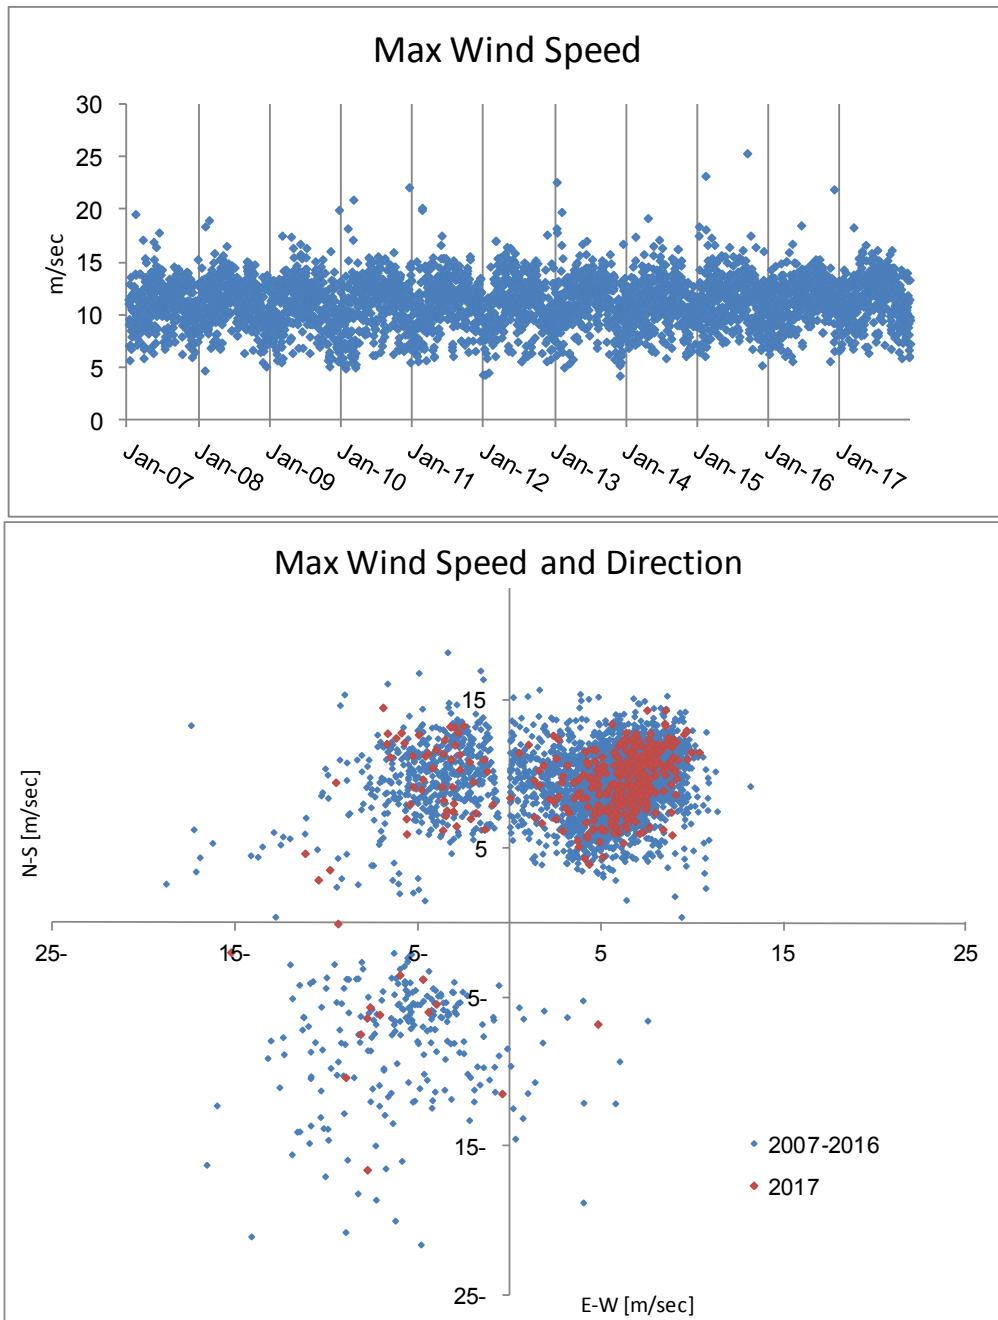 Max Wind Speed
30
25
20
15
10
5
0
m/sec
Jan-07
Jan-08
Jan-09
Jan-10
Jan-11
Jan-12
Jan-13
Jan-14
Jan-15
Jan-16
Jan-17
Max Wind Speed and Direction
N-S [m/sec]
15
5
25-
15-
5-
5
15
25
5-
15-
25-
2007-2016
2017
E-W [m/sec]